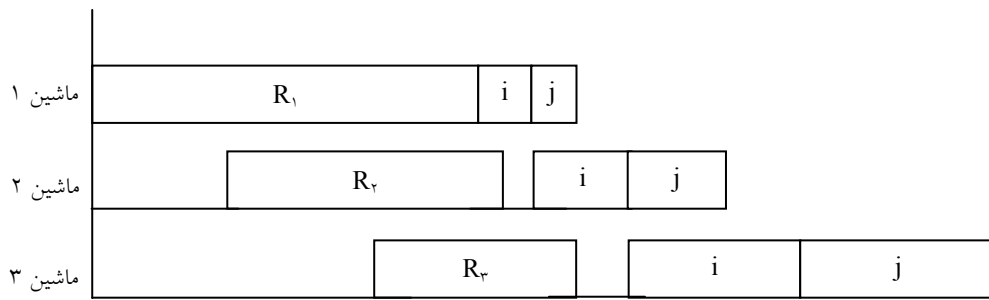 ماشین ۱ R۱ i j
ماشین ۲ R۲ i j
ماشین ۳ R۳ i j